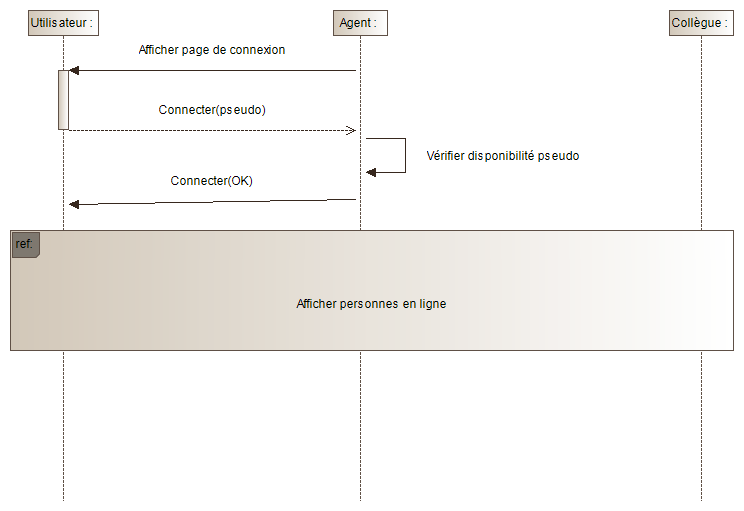 Utilisateur :
Agent :
Collègue :
Afficher page de connexion
Connecter(pseudo)
Vérifier disponibilité pseudo
Connecter(OK)
ref:
Afficher personnes en ligne